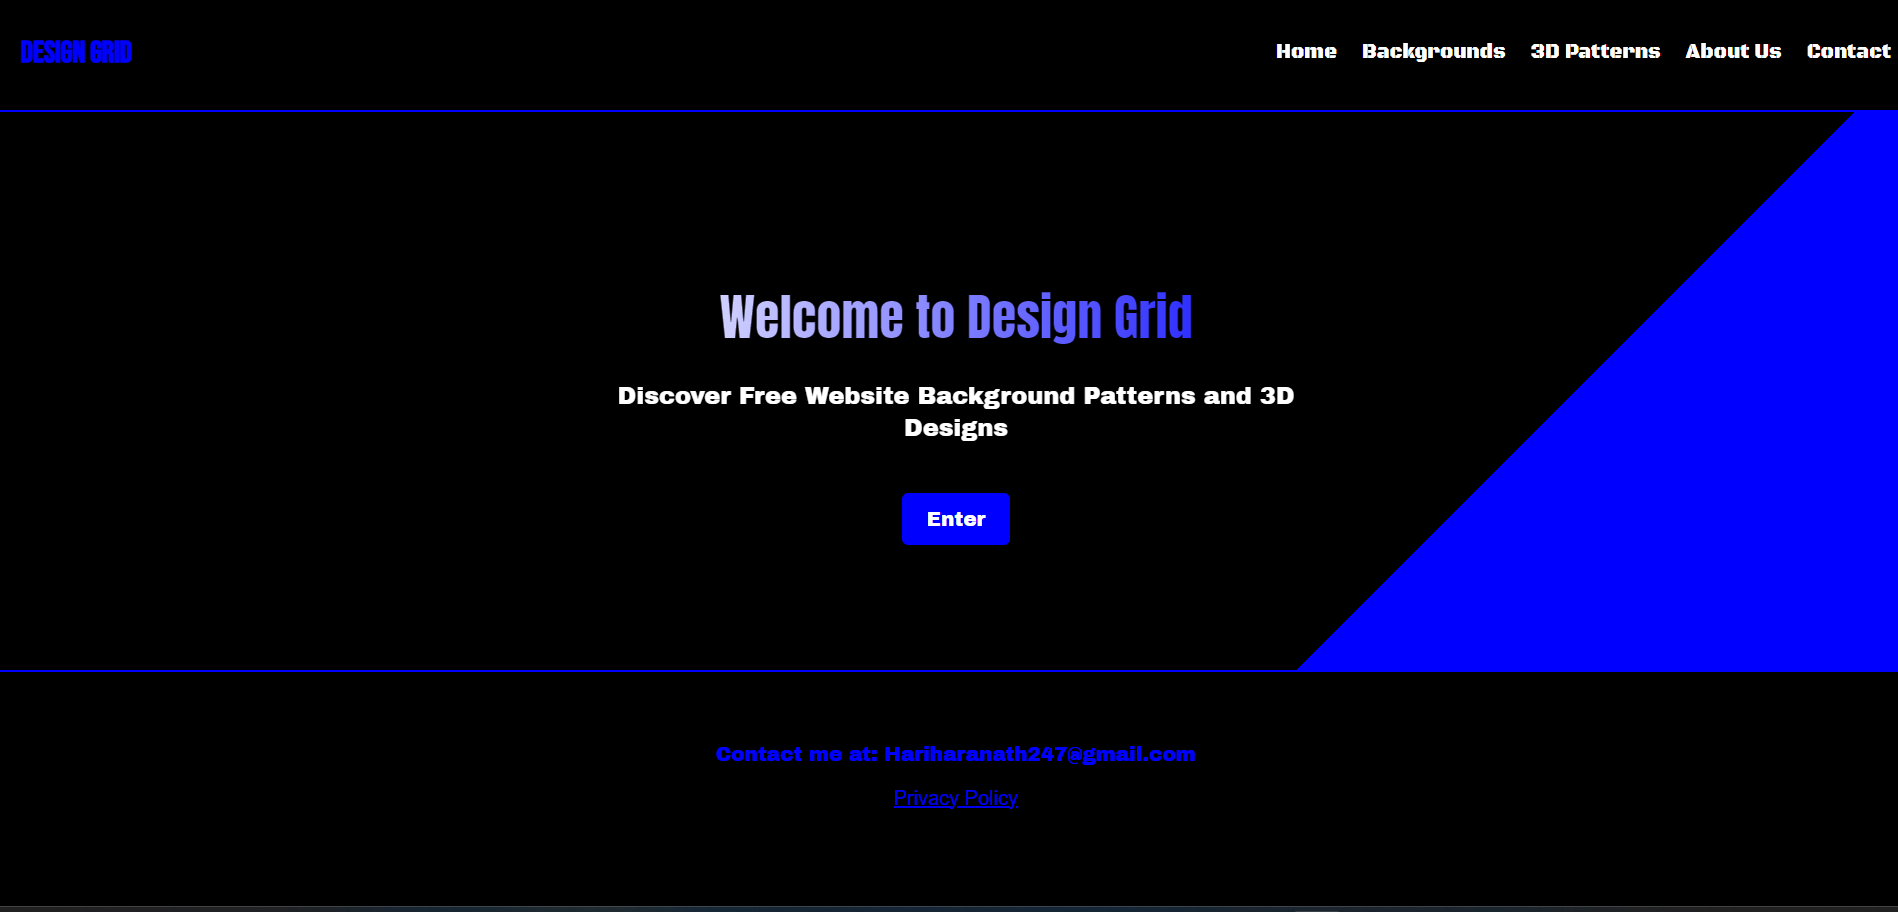 DESIGN GRID
Home Backgrounds 3D Patterns About Us Contact
Welcome to Design Grid
Discover Free Website Background Patterns and 3D
Designs
Enter
Contact me at: Hariharanath247@gmail.com
Privacy Policy